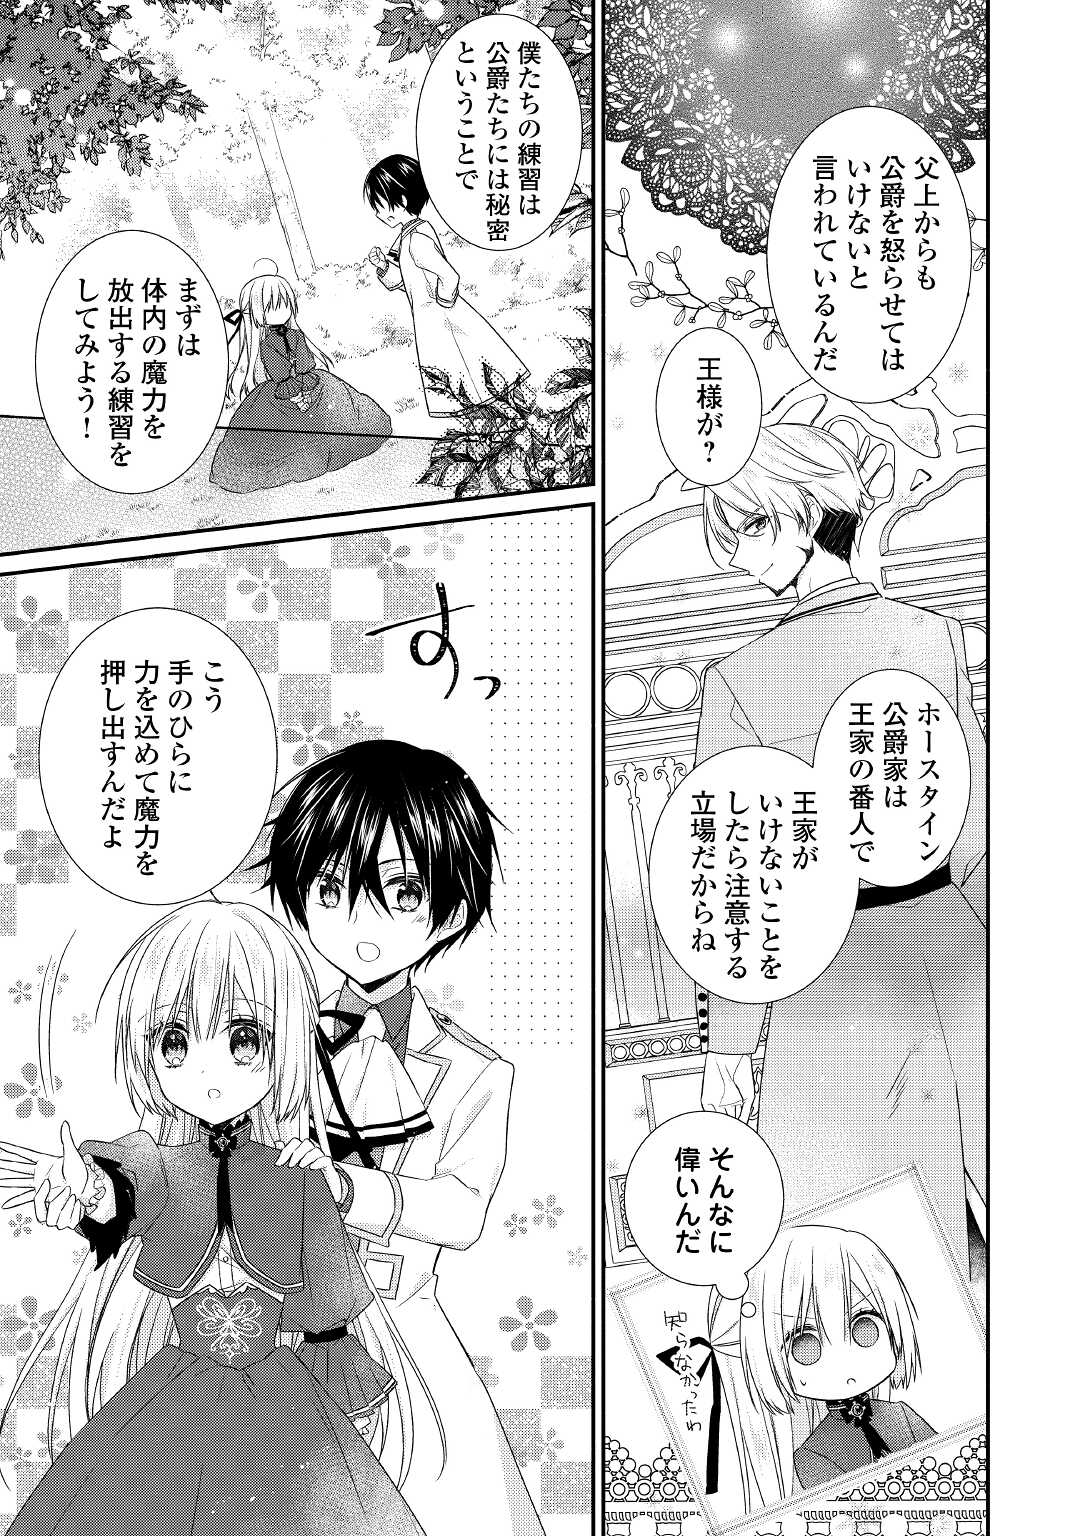 父上からも
公爵を怒らせては
いけないと
言われているんだ
王様が？
ホースタイン
公爵家は
王家の番人で
王家が
いけないことを
したら注意する
立場だからね
そんなに
偉いんだ
知らなかったわ
僕たちの練習は
公爵たちには秘密
ということで
まずは
体内の魔力を
放出する練習を
してみよう！
すっ
こう
手のひらに
力を込めて魔力を
押し出すんだよ